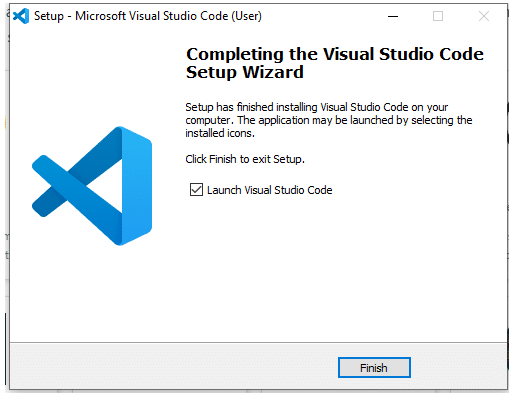 Setup - Microsoft Visual Studio Code (User)
Completing the Visual Studio Code
Setup Wizard
Setup has finished installing Visual Studio Code on your
computer. The application may be launched by selecting the
installed icons.
Click Finish to exit Setup.
Launch Visual Studio Code
Finish